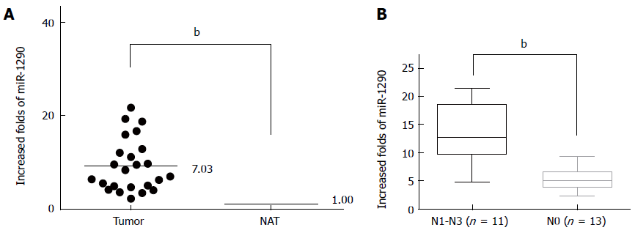 A
Increased folds of miR-1290
40
20
0
b
7.03
1.00
Tumor
NAT
B
Increased folds of miR-1290
25
20
15
10
5
0
b
N1-N3 (n = 11)
N0 (n = 13)